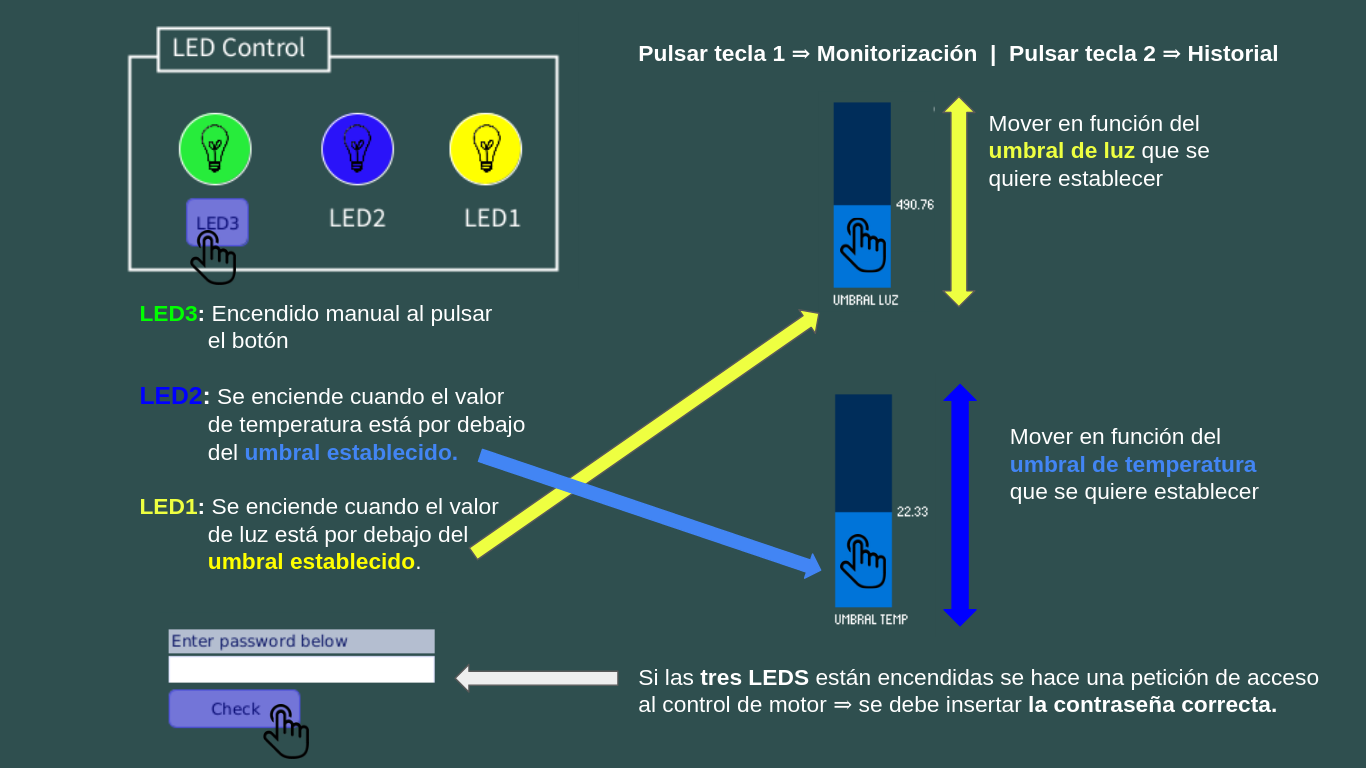 LED Control
LED3
LED2
LED1
LED3: Encendido manual al pulsar
el botón
LED2: Se enciende cuando el valor
de temperatura está por debajo
del umbral establecido.
LED1: Se enciende cuando el valor
de luz está por debajo del
umbral establecido.
Enter password below
Check
Pulsar tecla 1 ⇒ Monitorización | Pulsar tecla 2 ⇒ Historial
490.76
UMBRAL LUZ
Mover en función del
umbral de luz que se
quiere establecer
22.33
UMBRAL TEMP
Mover en función del
umbral de temperatura
que se quiere establecer
Si las tres LEDS están encendidas se hace una petición de acceso
al control de motor ⇒ se debe insertar la contraseña correcta.